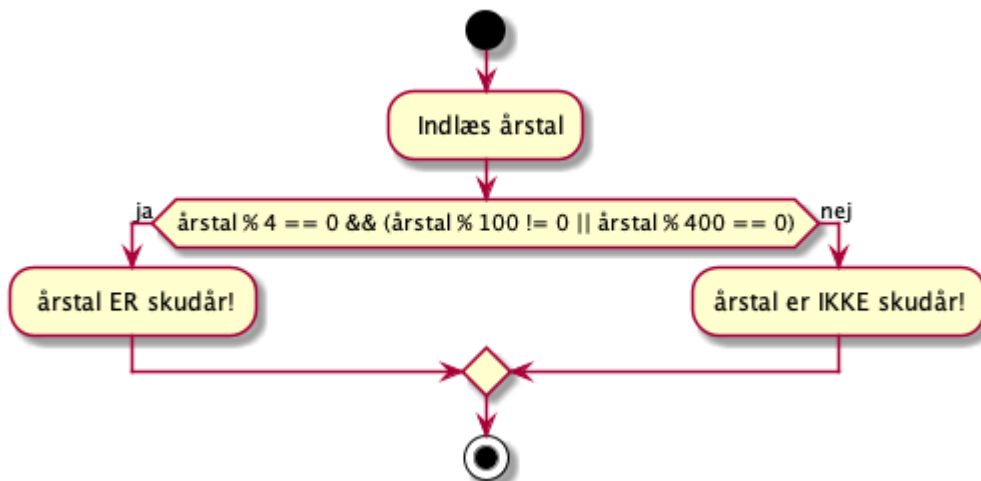 Indlæs årstal
ja
årstal % 4 == 0 && (årstal % 100 != 0 || årstal % 400 == 0)
nej
årstal ER skudår!
årstal er IKKE skudår!